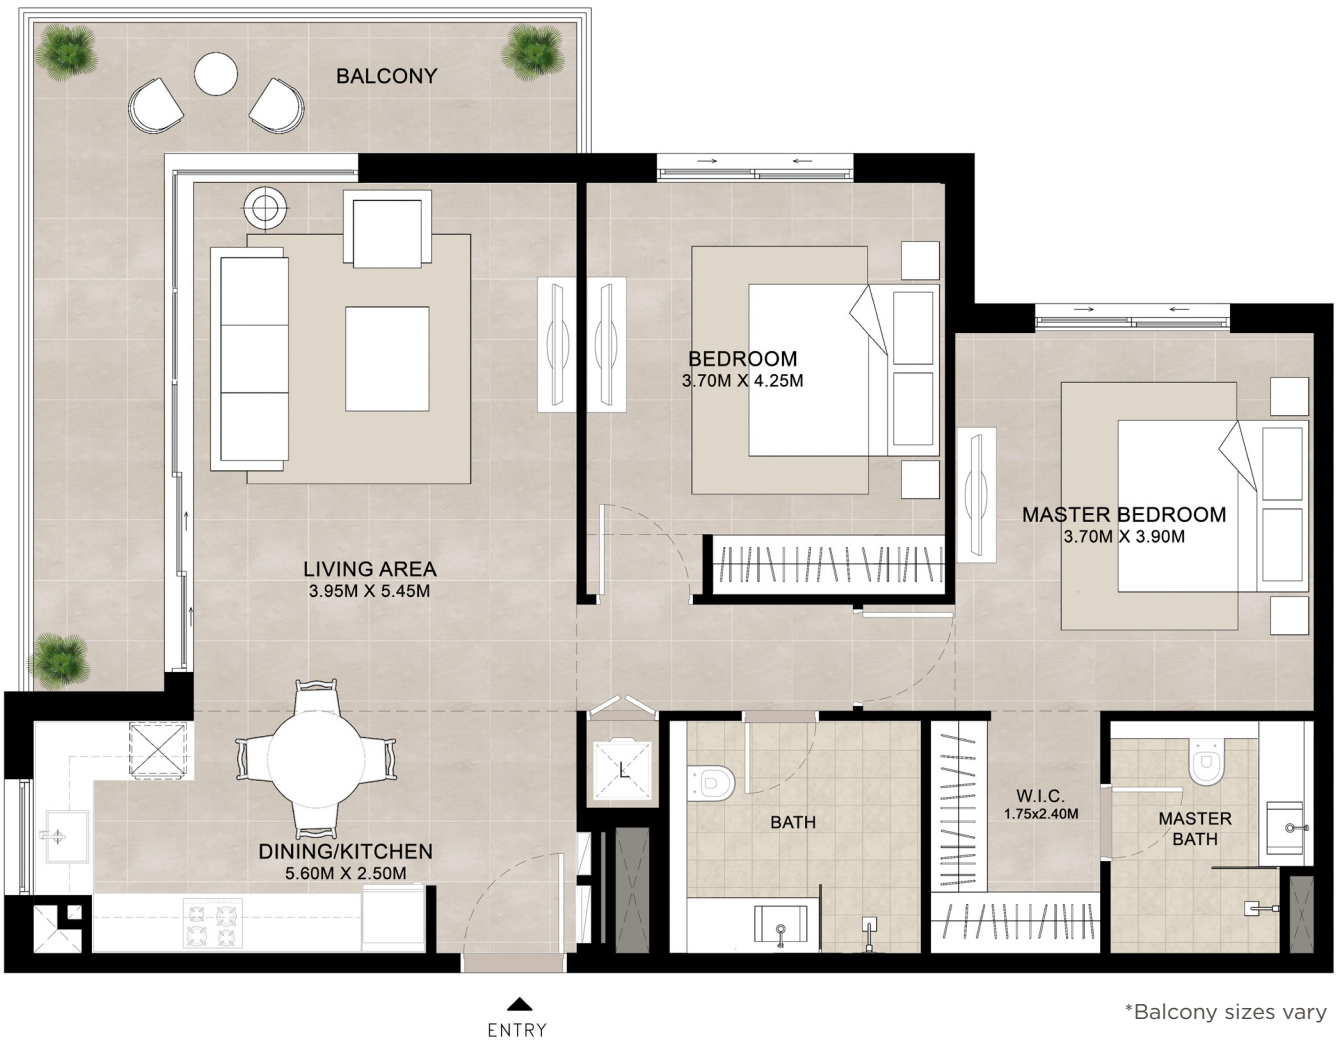 BALCONY
BEDROOM
3.70M X 4.25M
MASTER BEDROOM
3.70M X 3.90M
LIVING AREA
3.95M X 5.45M
L
W.I.C.
1.75x2.40M
BATH
MASTER
BATH
DINING/KITCHEN
5.60M X 2.50M
ENTRY
*Balcony sizes vary